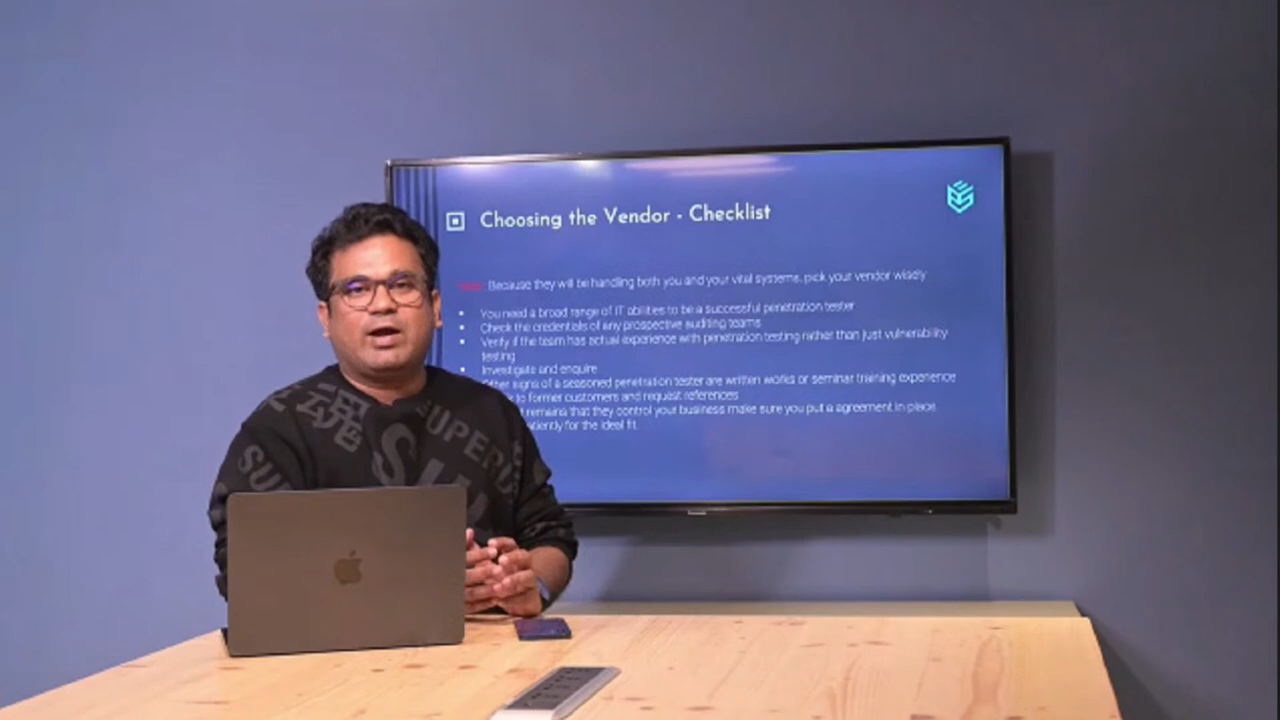 Choosing the Vendor - Checklist
Because they will be handling both you and your vital systems, pick your vendor wisely
You need a broad range of IT abilities to be a successful penetration tester
Check the credentials of any prospective auditing teams
Verify if the team has actual experience with penetration testing rather than just vulnerability
testing
Investigate and enquire
Other signs of a seasoned penetration tester are written works or seminar training experience
to former customers and request references
remains that they control your business make sure you put a agreement in place
for the ideal fit.
魂
SUPER